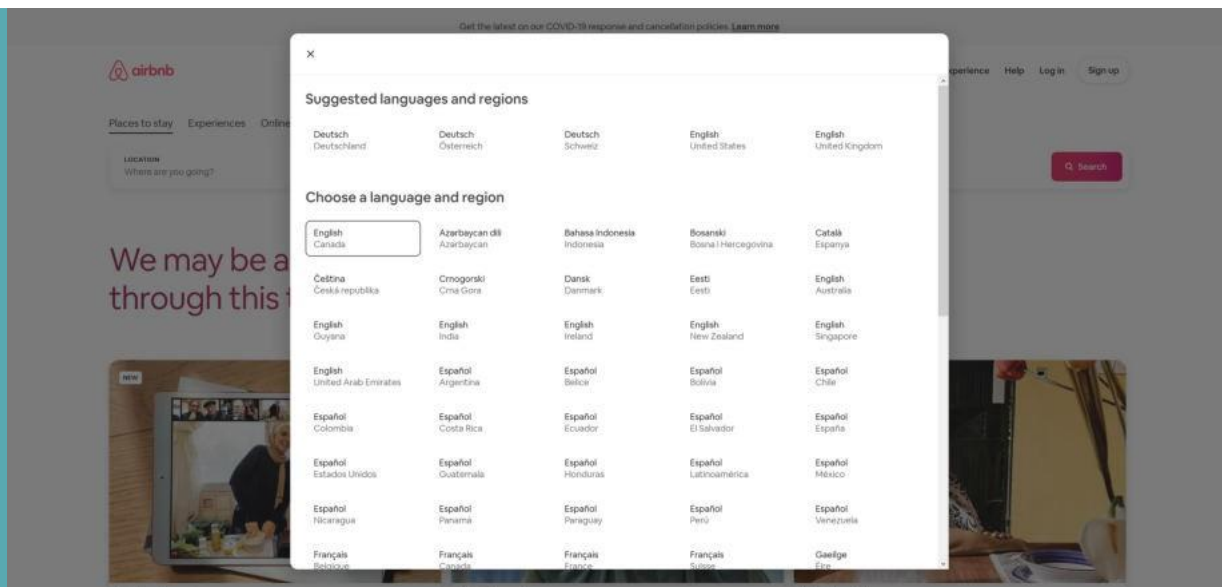 Get the latest on our COVID-19 response and cancellation policies. Learn more
airbnb
xperience Help Log in Sign up
Places to stay Experiences Online
LOCATION
Where are you going?
Search
We may be a
through this t
NEW
×
Suggested languages and regions
Deutsch Deutsch Deutsch English English
Deutschland Österreich Schweiz United States United Kingdom
Choose a language and region
English Azərbaycan dili Bahasa Indonesia Bosanski Català
Canada Azərbaycan Indonesia Bosna i Hercegovina Espanya
Čeština Crnogorski Dansk Eesti English
Česká republika Crna Gora Danmark Eesti Australia
English English English English English
Guyana India Ireland New Zealand Singapore
English Español Español Español Español
United Arab Emirates Argentina Belice Bolivia Chile
Español Español Español Español Español
Colombia Costa Rica Ecuador El Salvador España
Español Español Español Español Español
Estados Unidos Guatemala Honduras Latinoamérica México
Español Español Español Español Español
Nicaragua Panamá Paraguay Perú Venezuela
Français Français Français Français Gaeilge
Belgique Canada France Suisse Éire